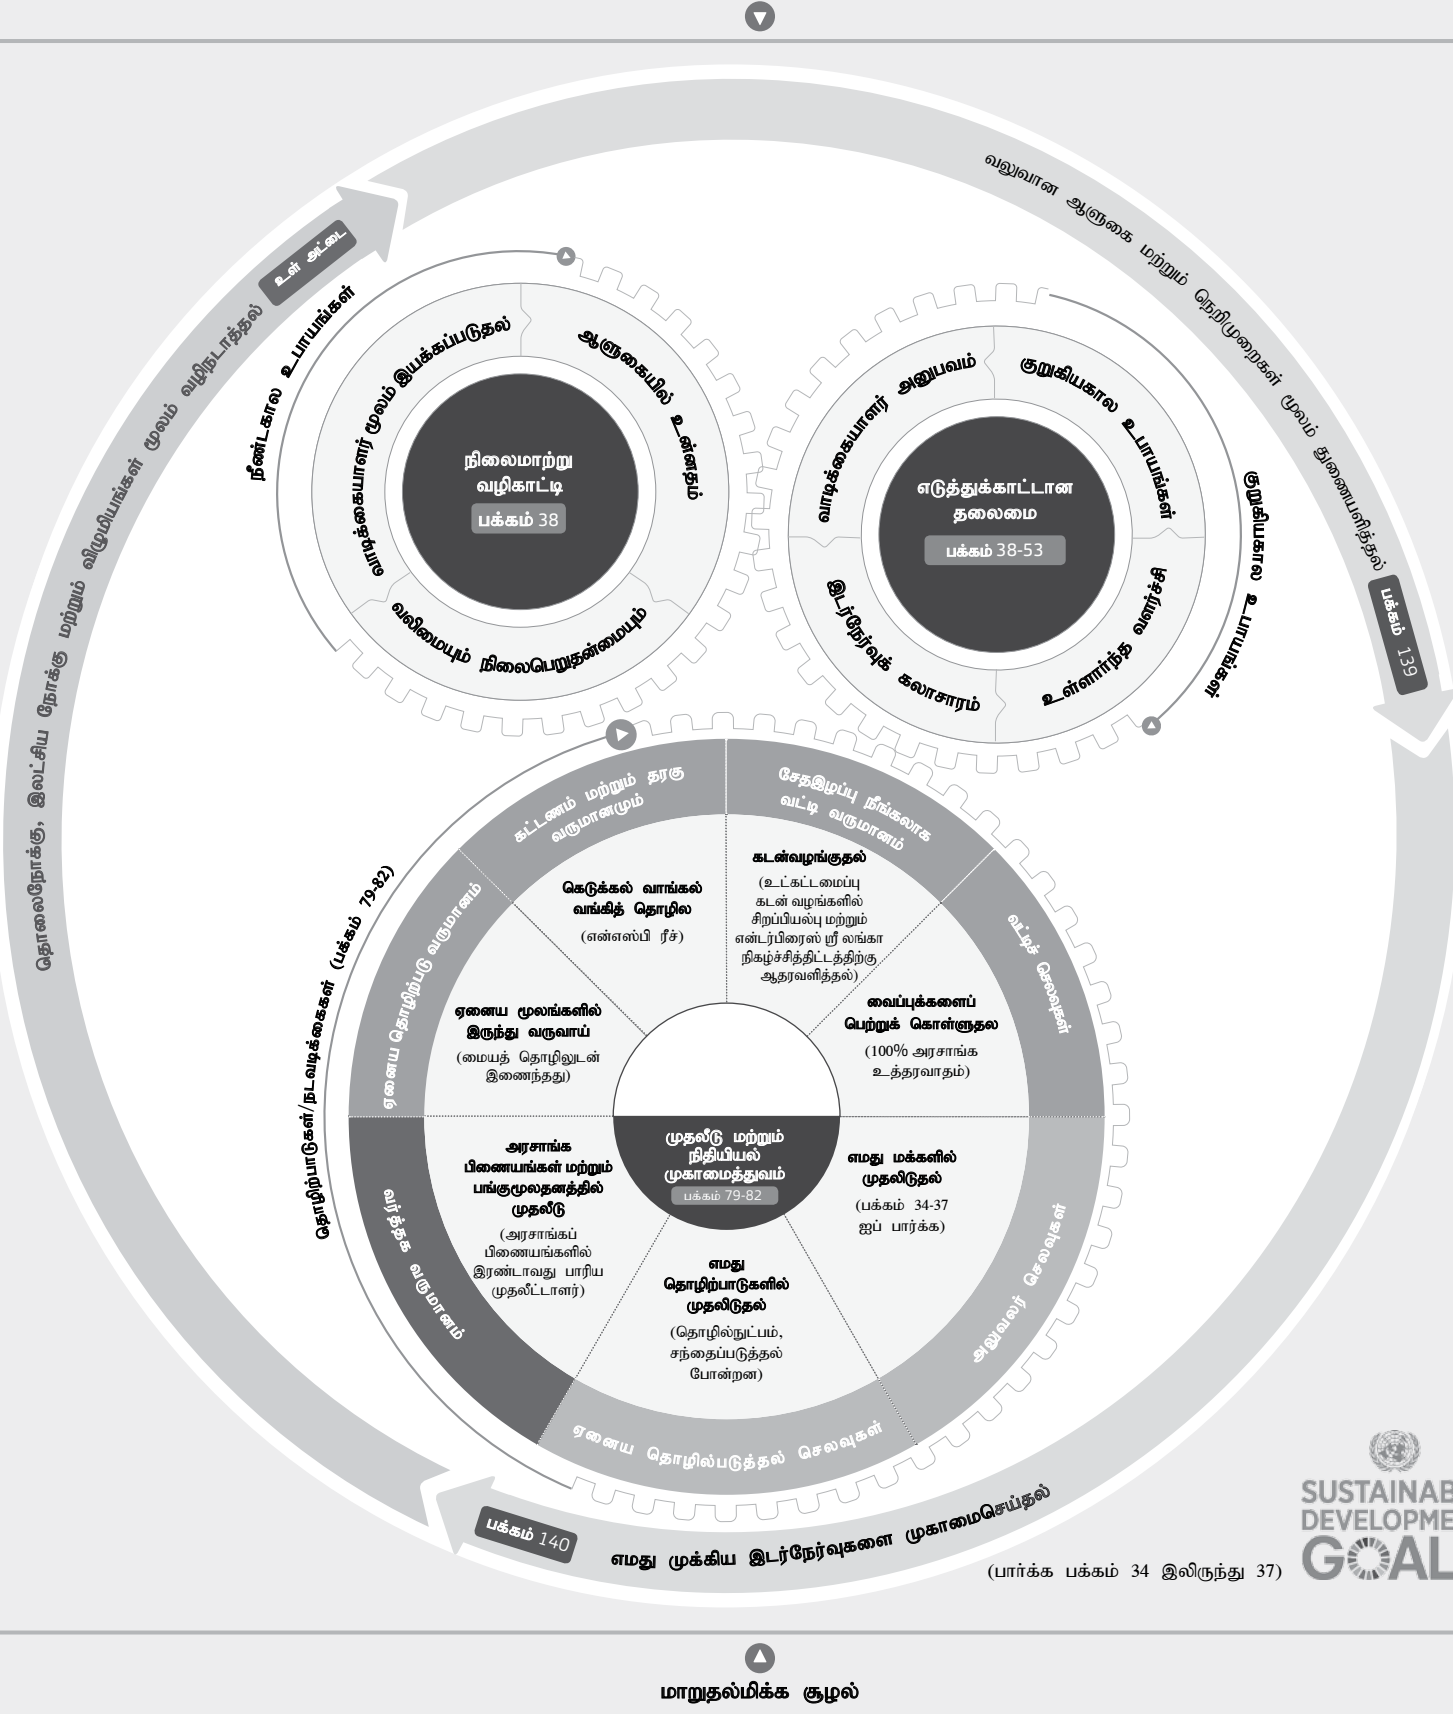 வலுவான ஆளுகை மற்றும் நெறிமுறைகள் மூலம் துணையளித்தல்
பக்கம் 139
தொலைநோக்கு, இலட்சிய நோக்கு மற்றும் விழுமியங்கள் மூலம் வழிநடாத்தல்
உள் அட்டை
நீண்டகால உபாயங்கள்
வாடிக்கையாளர் மூலம் இயக்கப்படுதல்
ஆளுகையில் உன்னதம்
வலிமையும் நிலைபெறுதன்மையும்
நிலைமாற்று
வழிகாட்டி
பக்கம் 38
குறுகியகால உபாயங்கள்
வாடிக்கையாளர் அனுபவம்
குறுகியகால உபாயங்கள்
உள்ளார்ந்த வளர்ச்சி
இடர்நேர்வுக் கலாசாரம்
எடுத்துக்காட்டான
தலைமை
பக்கம் 38-53
தொழிற்பாடுகள்/நடவடிக்கைகள் (பக்கம் 79-82)
கட்டணம் மற்றும் தரகு
வருமானமும்
சேதஇழப்பு நீங்கலாக
வட்டி வருமானம்
வட்டிச் செலவுகள்
அலுவலர் செலவுகள்
ஏனைய தொழில்படுத்தல் செலவுகள்
வர்த்தக வருமானம்
ஏனைய தொழிற்படு வருமானம்
கெடுக்கல் வாங்கல்
வங்கித் தொழில
(என்எஸ்பி ரீச்)
கடன்வழங்குதல்
(உட்கட்டமைப்பு
கடன் வழங்களில்
சிறப்பியல்பு மற்றும்
என்டர்பிரைஸ் ஸ்ரீ லங்கா
நிகழ்ச்சித்திட்டத்திற்கு
ஆதரவளித்தல்)
வைப்புக்களைப்
பெற்றுக் கொள்ளுதல
(100% அரசாங்க
உத்தரவாதம்)
ஏனைய மூலங்களில்
இருந்து வருவாய்
(மையத் தொழிலுடன்
இணைந்தது)
அரசாங்க
பிணையங்கள் மற்றும்
பங்குமூலதனத்தில்
முதலீடு
(அரசாங்கப்
பிணையங்களில்
இரண்டாவது பாரிய
முதலீட்டாளர்)
முதலீடு மற்றும்
நிதியியல்
முகாமைத்துவம்
பக்கம் 79-82
எமது மக்களில்
முதலிடுதல்
(பக்கம் 34-37
ஐப் பார்க்க)
எமது
தொழிற்பாடுகளில்
முதலிடுதல்
(தொழில்நுட்பம்,
சந்தைப்படுத்தல்
போன்றன)
பக்கம் 140
எமது முக்கிய இடர்நேர்வுகளை முகாமைசெய்தல்
(பார்க்க பக்கம் 34 இலிருந்து 37)
SUSTAINAB
DEVELOPME
GOAL
மாறுதல்மிக்க சூழல்